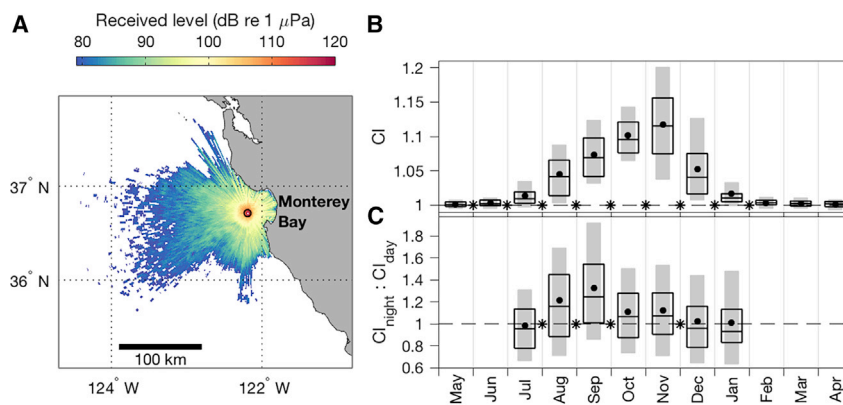 A
Received level (dB re 1 μPa)
80 90 100 110 120
37° N
36° N
Monterey
Bay
100 km
124° W 122° W
B
CI
1.2
1.15
1.1
1.05
1
C
CInight : CIday
1.8
1.6
1.4
1.2
1
0.8
0.6
May Jun Jul Aug Sep Oct Nov Dec Jan Feb Mar Apr